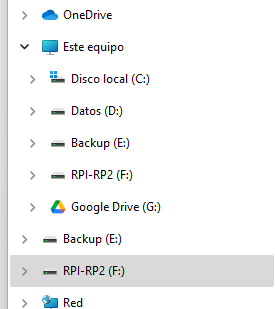 OneDrive
Este equipo
Disco local (C:)
Datos (D:)
Backup (E:)
RPI-RP2 (F:)
Google Drive (G:)
Backup (E:)
RPI-RP2 (F:)
Red